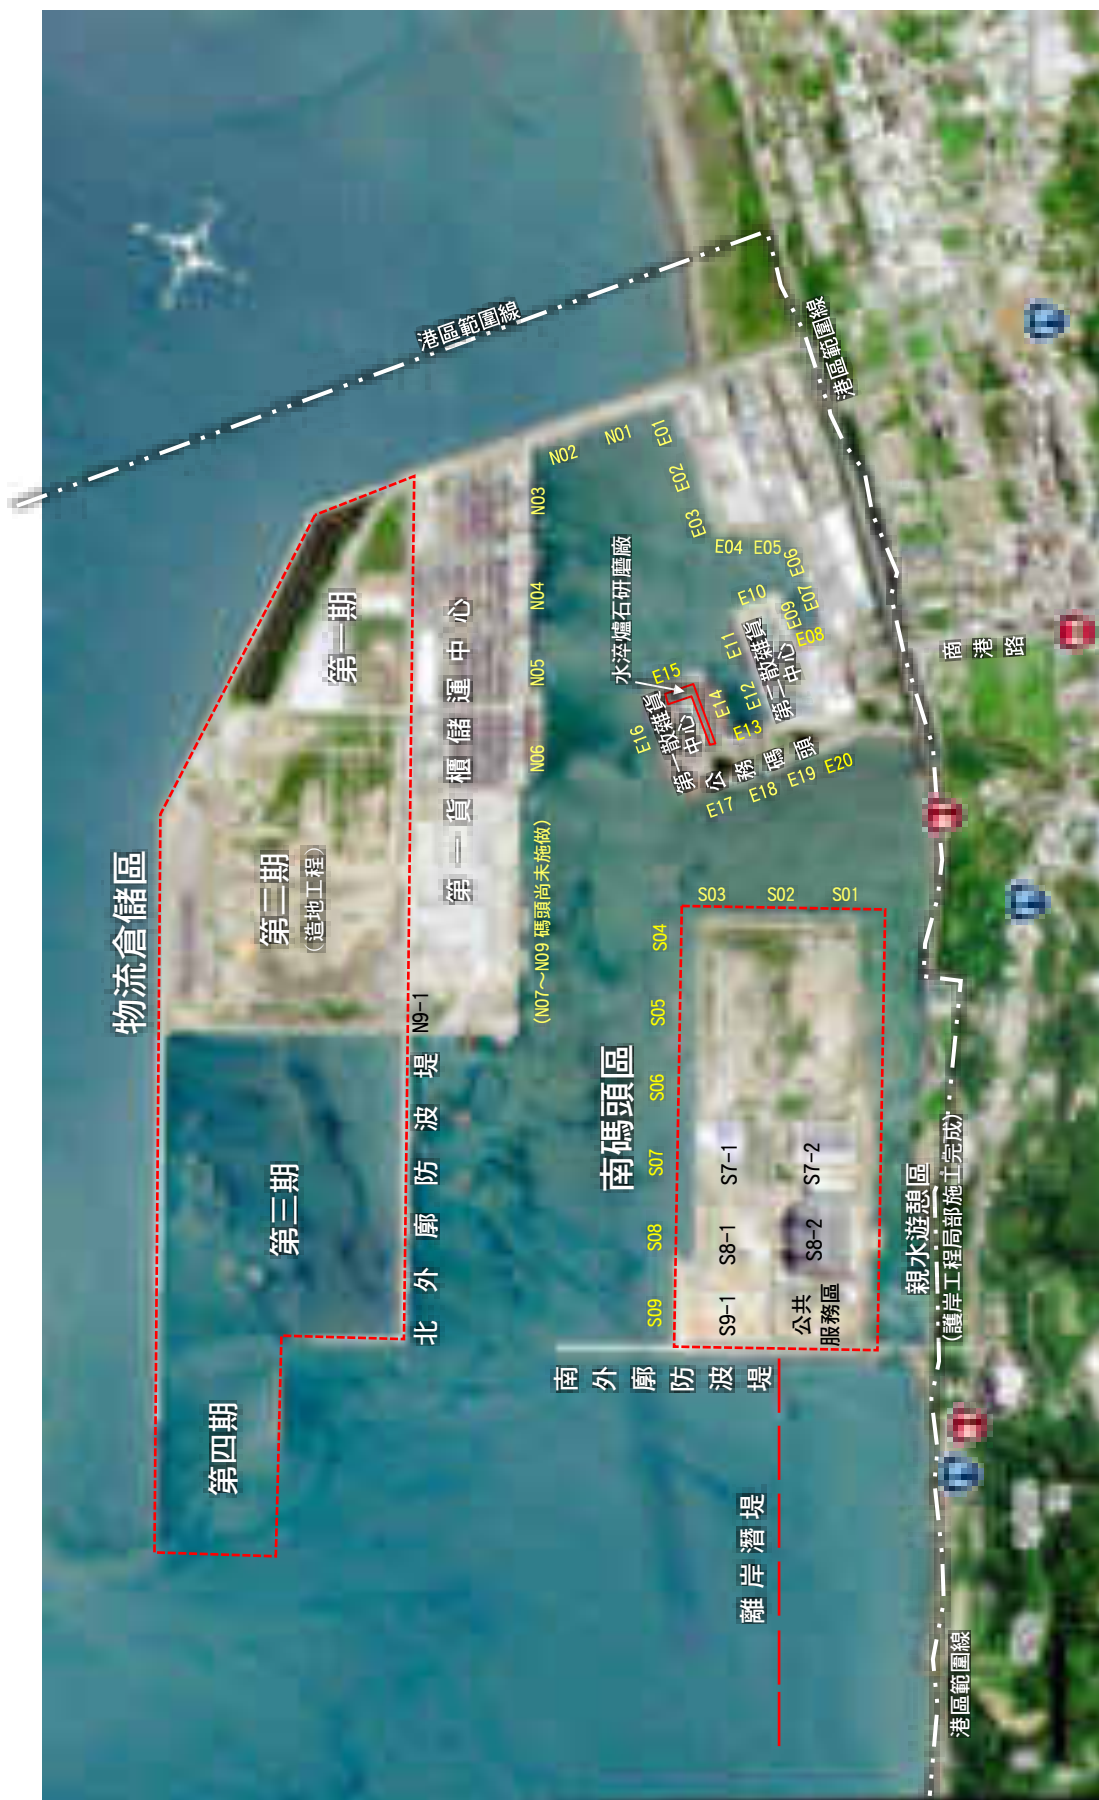 港區範圍線
港區範圍線
物流倉儲區
第一期
第二期
(造地工程)
第三期
第四期
第一貨櫃儲運中心
N9-1
北外廓防波堤
N01
N02
N03
N04
N05
N06
(N07～N09 碼頭尚未施做)
E01
E02
E03
E04
E05
E06
E07
E08
E09
E10
E11
E12
E13
E14
E15
E16
水淬爐石研磨廠
第一散雜貨
中心
第二散雜貨
中心
公務碼頭
E17
E18
E19
E20
商港路
南碼頭區
S01
S02
S03
S04
S05
S06
S07
S08
S09
S7-1
S7-2
S8-1
S8-2
S9-1
公共
服務區
親水遊憩區
(護岸工程局部施工完成)
南外廓防波堤
離岸潛堤
港區範圍線